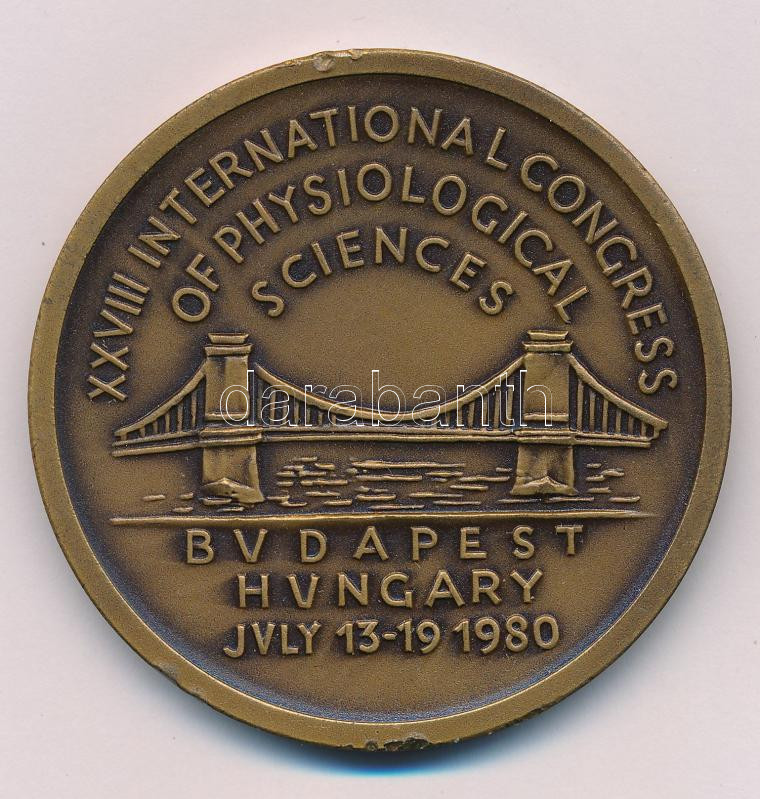 XXVIII INTERNATIONAL CONGRESS
OF PHYSIOLOGICAL
SCIENCES
darabanth
BVDAPEST
HVNGARY
JVLY 13-19 1980